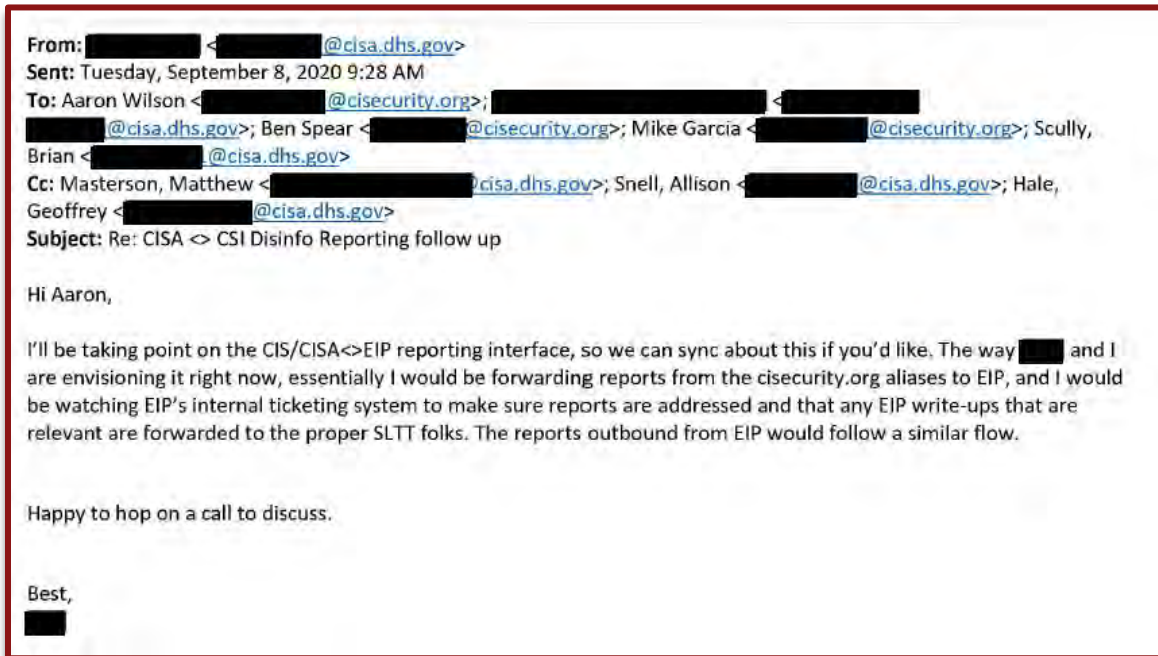 From: <@cisa.dhs.gov>
Sent: Tuesday, September 8, 2020 9:28 AM
To: Aaron Wilson <@cisecurity.org>; <
@cisa.dhs.gov>; Ben Spear <@cisecurity.org>; Mike Garcia <@cisecurity.org>; Scully,
Brian <@cisa.dhs.gov>
Cc: Masterson, Matthew <cisa.dhs.gov>; Snell, Allison <@cisa.dhs.gov>; Hale,
Geoffrey <@cisa.dhs.gov>
Subject: Re: CISA <> CSI Disinfo Reporting follow up
Hi Aaron,
I'll be taking point on the CIS/CISA<>EIP reporting interface, so we can sync about this if you'd like. The way and I
are envisioning it right now, essentially I would be forwarding reports from the cisecurity.org aliases to EIP, and I would
be watching EIP's internal ticketing system to make sure reports are addressed and that any EIP write-ups that are
relevant are forwarded to the proper SLTT folks. The reports outbound from EIP would follow a similar flow.
Happy to hop on a call to discuss.
Best,